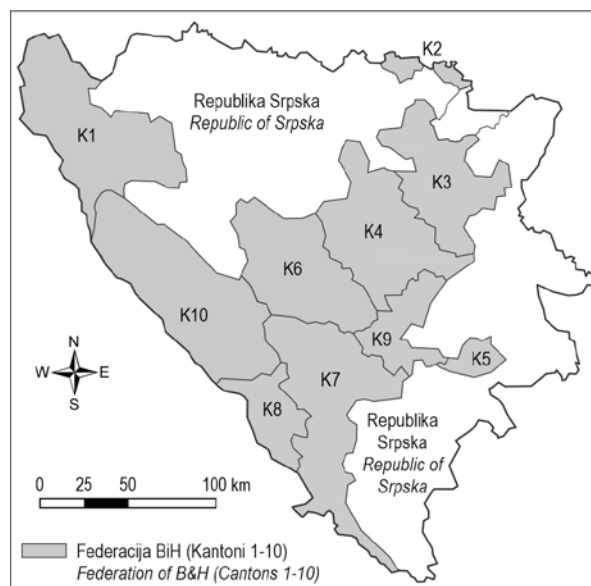 K2
Republika Srpska
Republic of Srpska
K1
K3
K4
K6
K10
K9
K5
K7
K8
N
W E
S
Republika
Srpska
Republic of
Srpska
0 25 50 100 km
Federacija BiH (Kantoni 1-10)
Federation of B&H (Cantons 1-10)